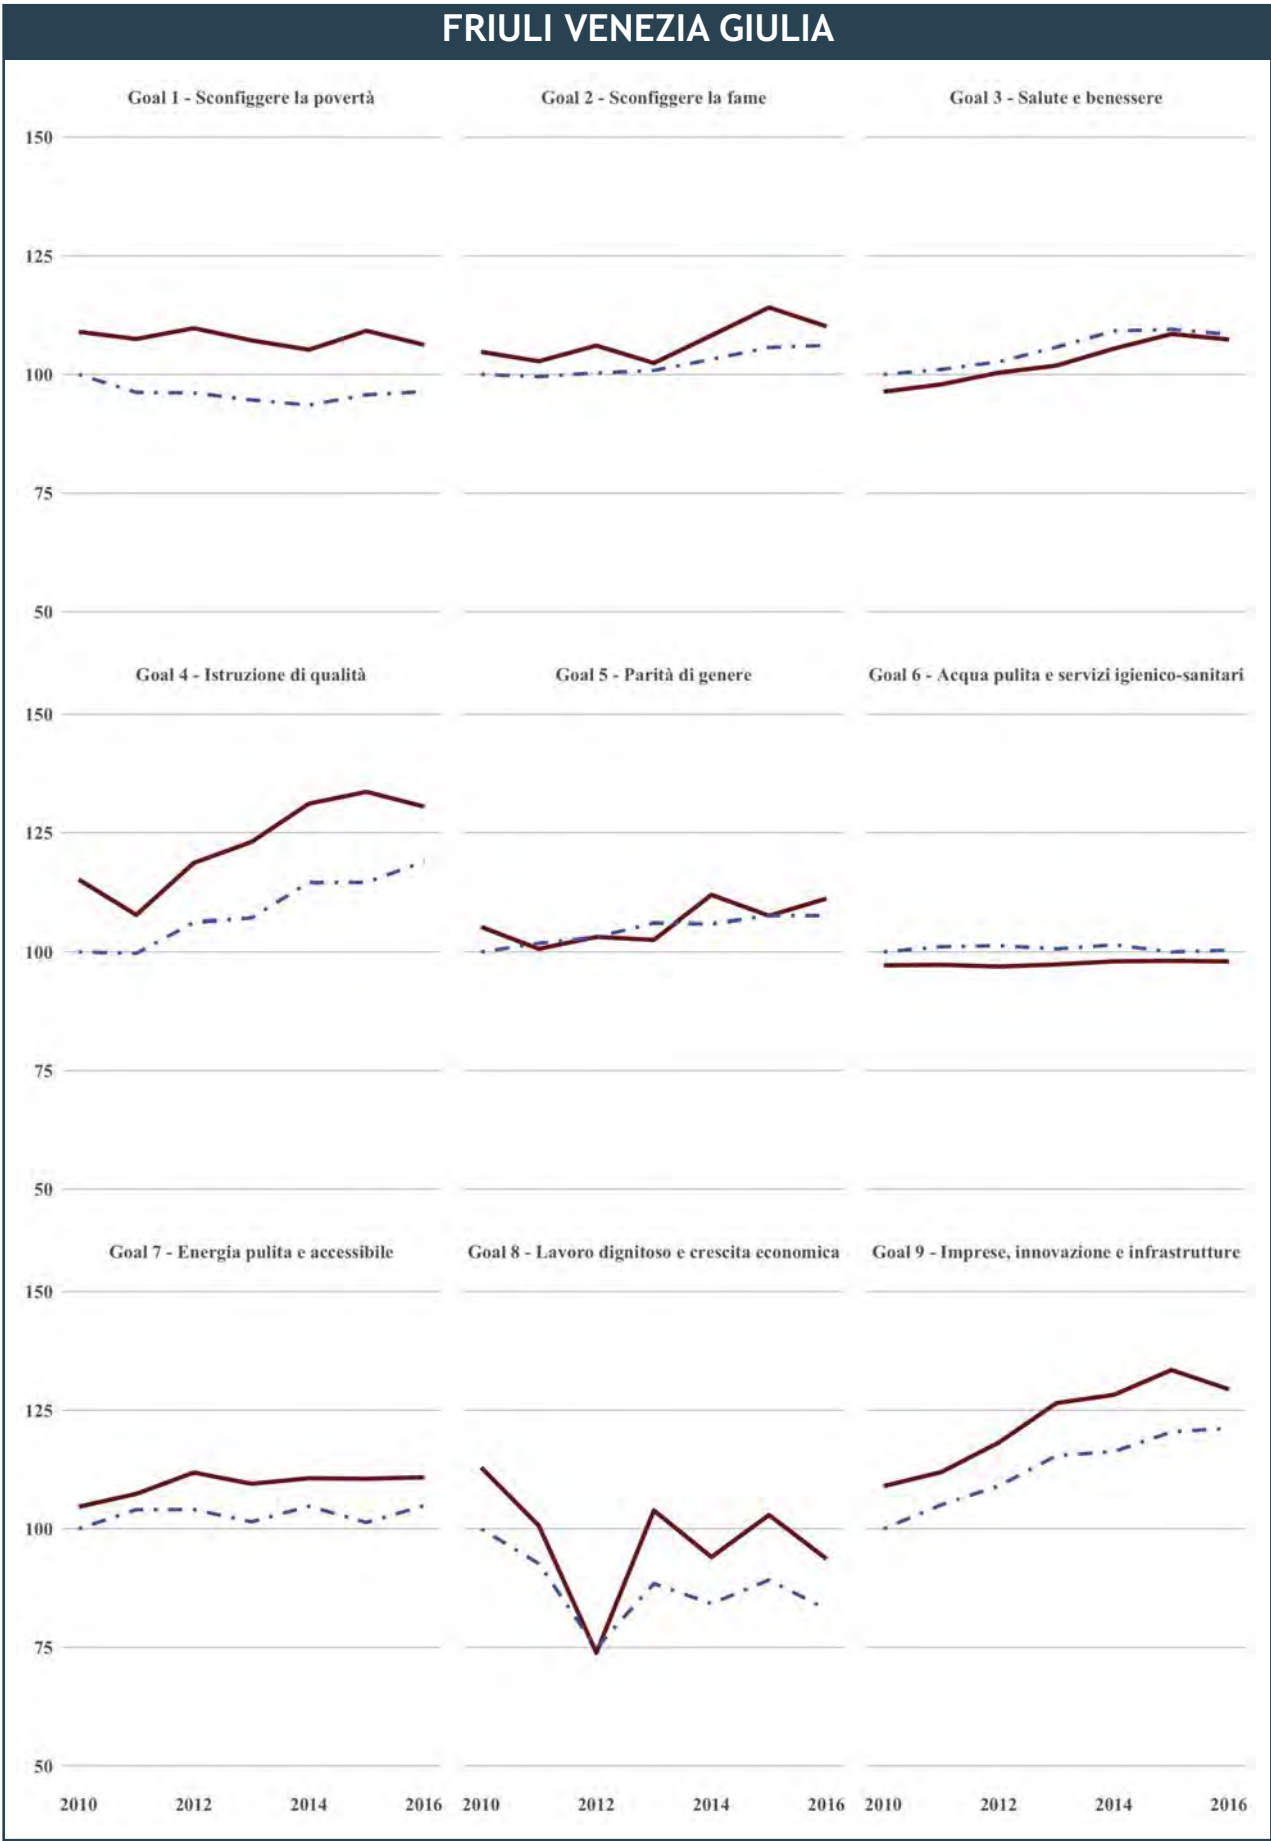 FRIULI VENEZIA GIULIA
Goal 1 - Sconfiggere la povertà
Goal 2 - Sconfiggere la fame
Goal 3 - Salute e benessere
150
125
100
75
50
Goal 4 - Istruzione di qualità
Goal 5 - Parità di genere
Goal 6 - Acqua pulita e servizi igienico-sanitari
150
125
100
75
50
Goal 7 - Energia pulita e accessibile
Goal 8 - Lavoro dignitoso e crescita economica
Goal 9 - Imprese, innovazione e infrastrutture
150
125
100
75
50
2010 2012 2014 2016 2010 2012 2014 2016 2010 2012 2014 2016